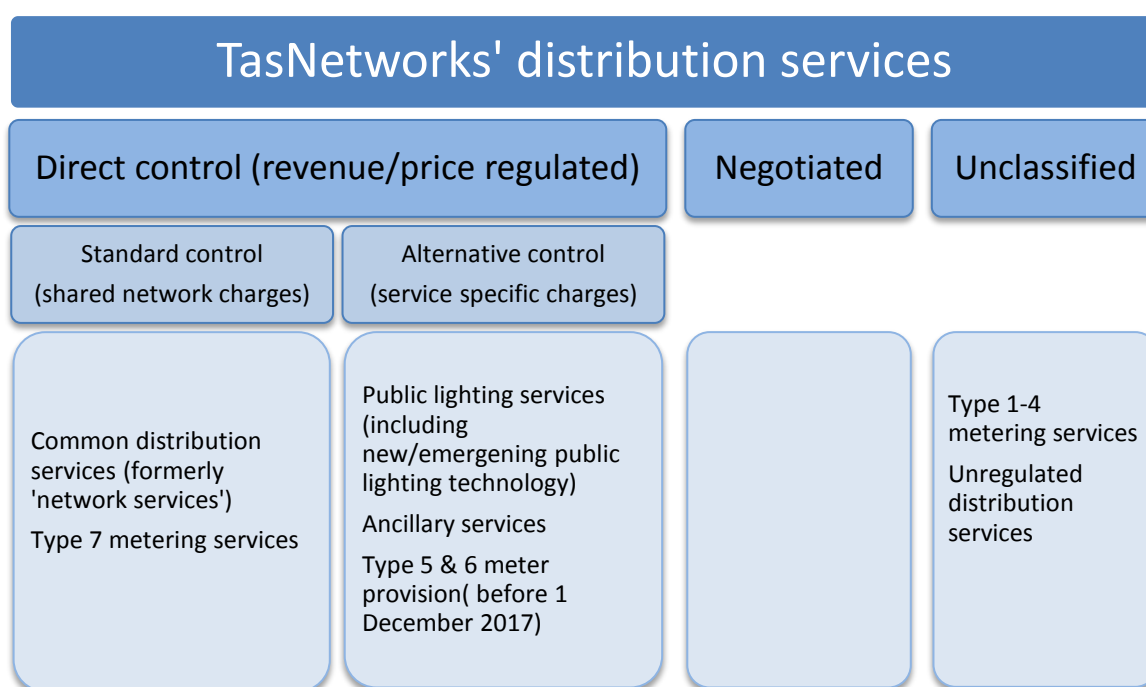 TasNetworks' distribution services
Direct control (revenue/price regulated)
Negotiated
Unclassified
Standard control
(shared network charges)
Alternative control
(service specific charges)
Common distribution
services (formerly
'network services')
Type 7 metering services
Public lighting services
(including
new/emergening public
lighting technology)
Ancillary services
Type 5 & 6 meter
provision( before 1
December 2017)
Type 1-4
metering services
Unregulated
distribution
services